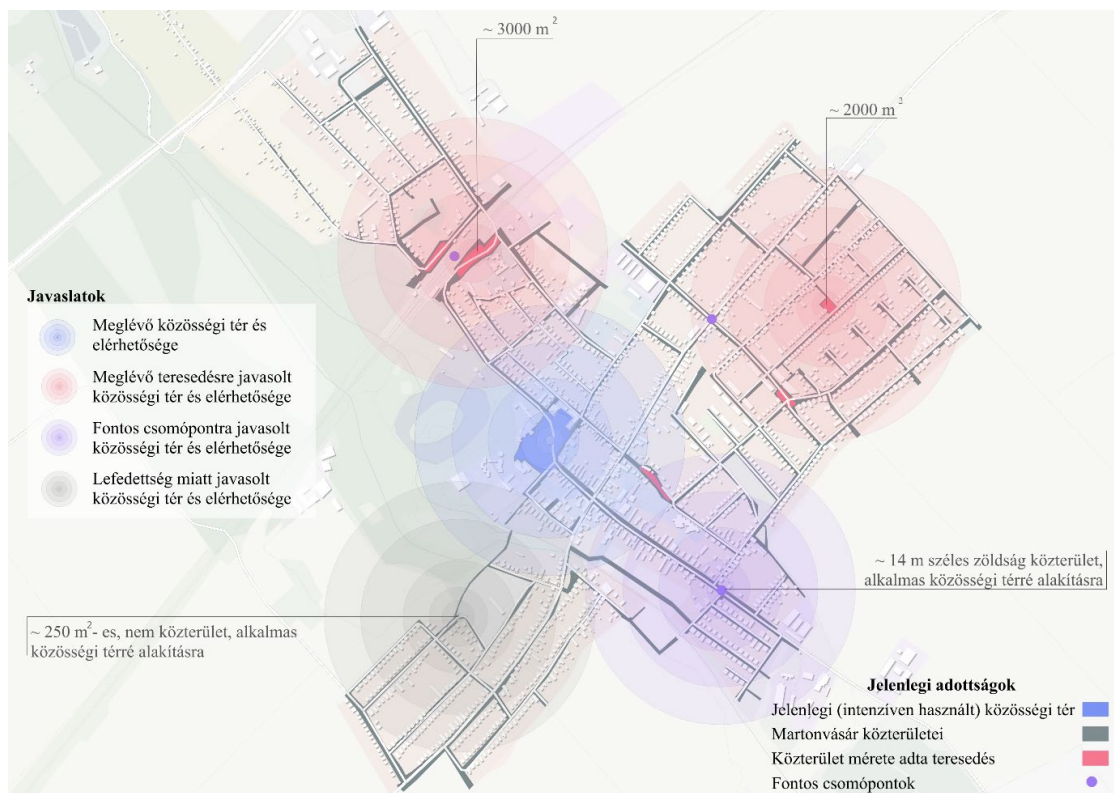 ~ 3000 m²
~ 2000 m²
Javaslatok
Meglévő közösségi tér és
elérhetősége
Meglévő teresedésre javasolt
közösségi tér és elérhetősége
Fontos csomópontra javasolt
közösségi tér és elérhetősége
Lefedettség miatt javasolt
közösségi tér és elérhetősége
~ 14 m széles zöldság közterület,
alkalmas közösségi térré alakításra
~ 250 m²- es, nem közterület, alkalmas
közösségi térré alakításra
Jelenlegi adottságok
Jelenlegi (intenzíven használt) közösségi tér
Martonvásár közterületei
Közterület mérete adta teresedés
Fontos csomópontok